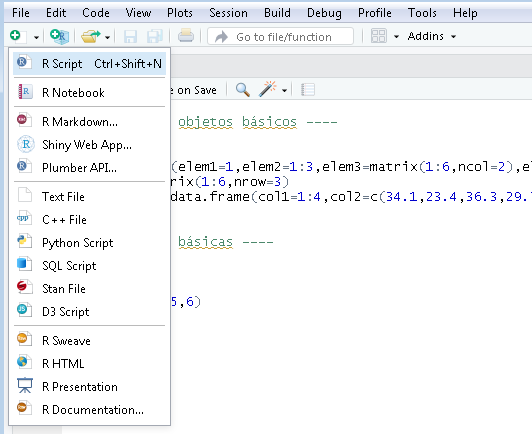 File Edit Code View Plots Session Build Debug Profile Tools Help
Go to file/function Addins
R Script Ctrl+Shift+N
R Notebook
e on Save
R Markdown...
objetos básicos ----
Shiny Web App...
Plumber API...
(elem1=1,elem2=1:3,elem3=matrix(1:6,ncol=2),el
rix(1:6,nrow=3)
Text File
data.frame(col1=1:4,col2=c(34.1,23.4,36.3,29.
C++ File
Python Script
básicas ----
SQL Script
Stan File
5,6)
D3 Script
R Sweave
R HTML
R Presentation
R Documentation...